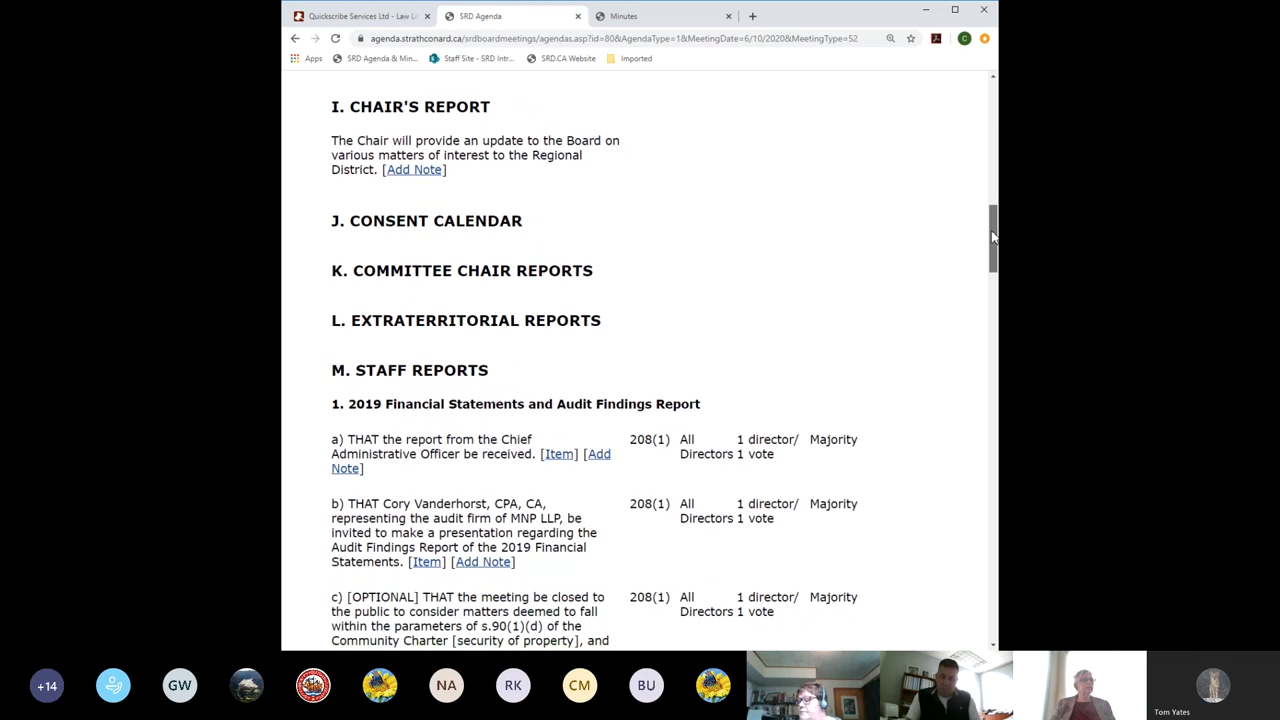 Quickscribe Services Ltd - Law Li
SRD Agenda
Minutes
agenda.strathconard.ca/srdboardmeetings/agendas.asp?id=80&AgendaType=1&MeetingDate=6/10/2020&MeetingType=52
C
Apps
SRD Agenda & Min...
Staff Site - SRD Intr...
SRD.CA Website
Imported
I. CHAIR'S REPORT
The Chair will provide an update to the Board on
various matters of interest to the Regional
District. [Add Note]
J. CONSENT CALENDAR
K. COMMITTEE CHAIR REPORTS
L. EXTRATERRITORIAL REPORTS
M. STAFF REPORTS
1. 2019 Financial Statements and Audit Findings Report
a) THAT the report from the Chief 208(1) All 1 director/ Majority
Administrative Officer be received. [Item] [Add Directors 1 vote
Note]
b) THAT Cory Vanderhorst, CPA, CA, 208(1) All 1 director/ Majority
representing the audit firm of MNP LLP, be Directors 1 vote
invited to make a presentation regarding the
Audit Findings Report of the 2019 Financial
Statements. [Item] [Add Note]
c) [OPTIONAL] THAT the meeting be closed to 208(1) All 1 director/ Majority
the public to consider matters deemed to fall Directors 1 vote
within the parameters of s.90(1)(d) of the
Community Charter [security of property], and
+14
GW
NA
RK
CM
BU
Tom Yates